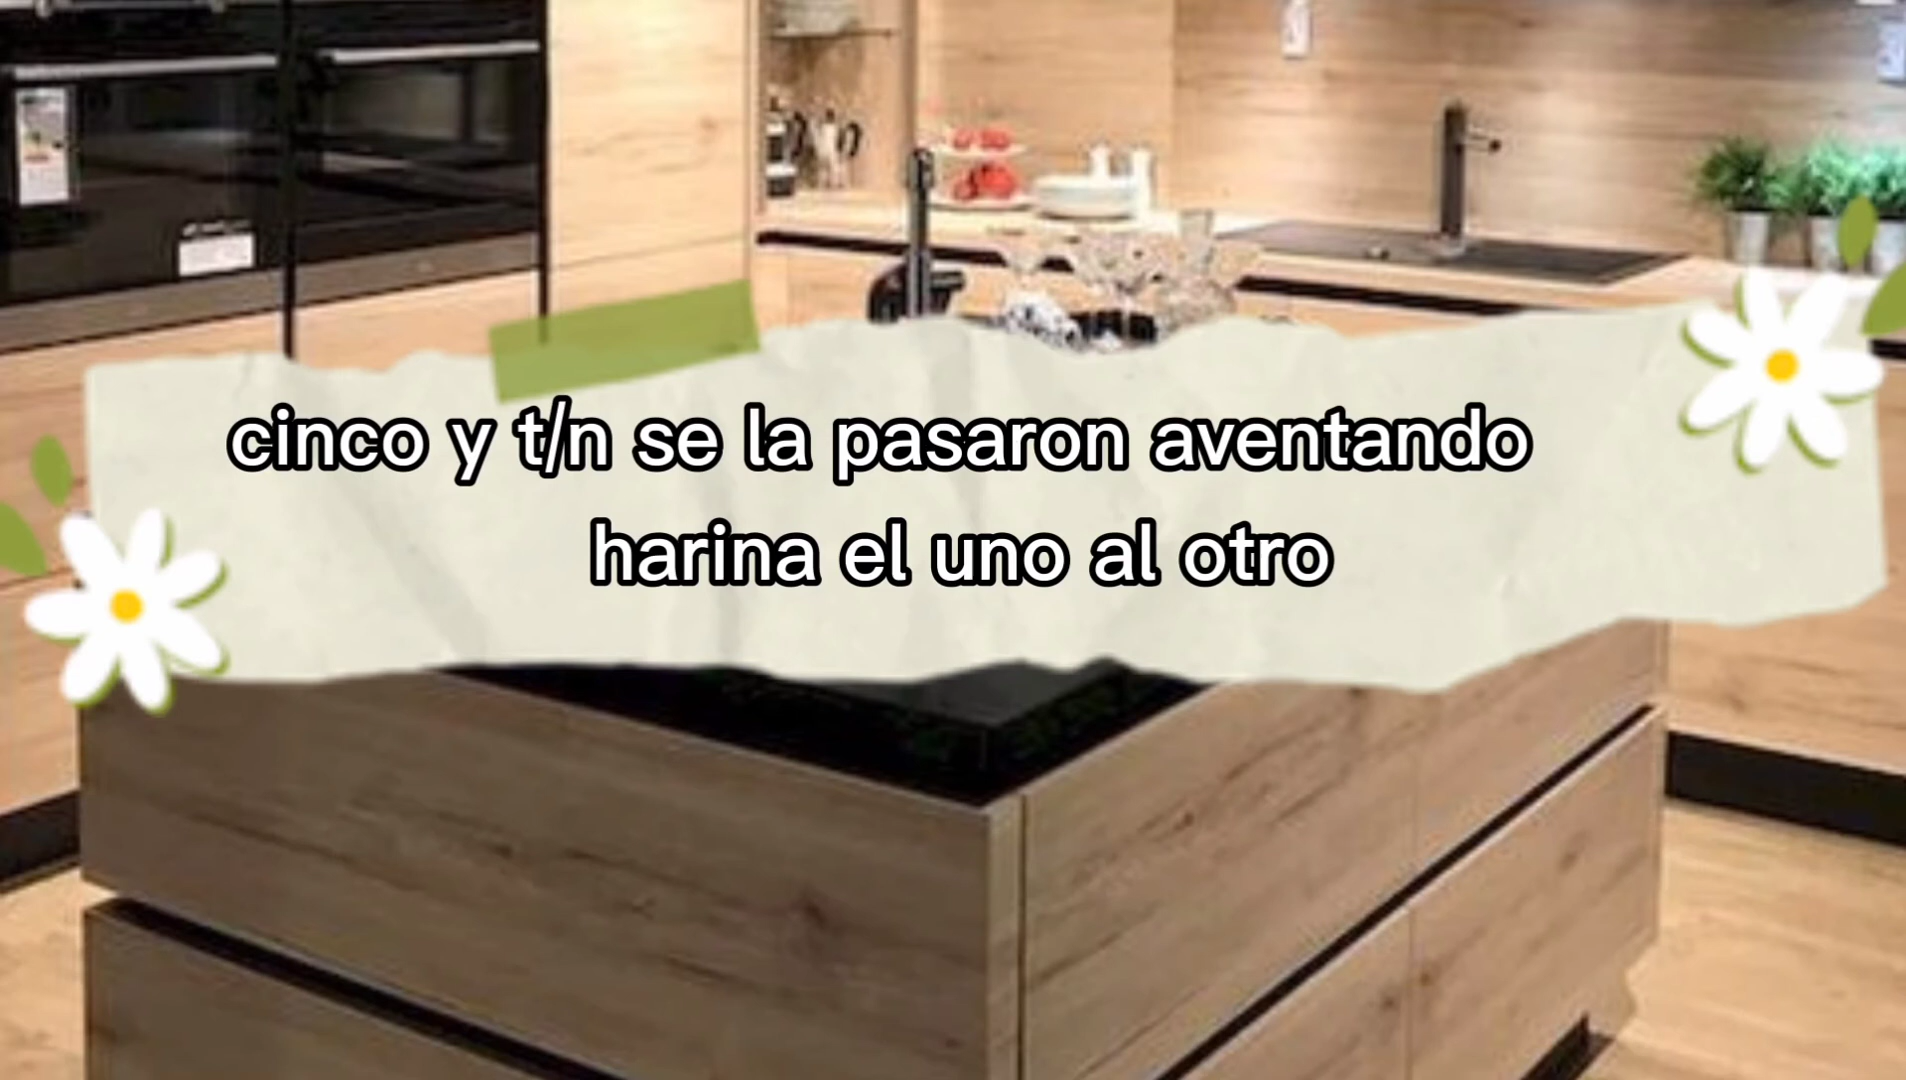 cinco y t/n se la pasaron aventando
harina el uno al otro